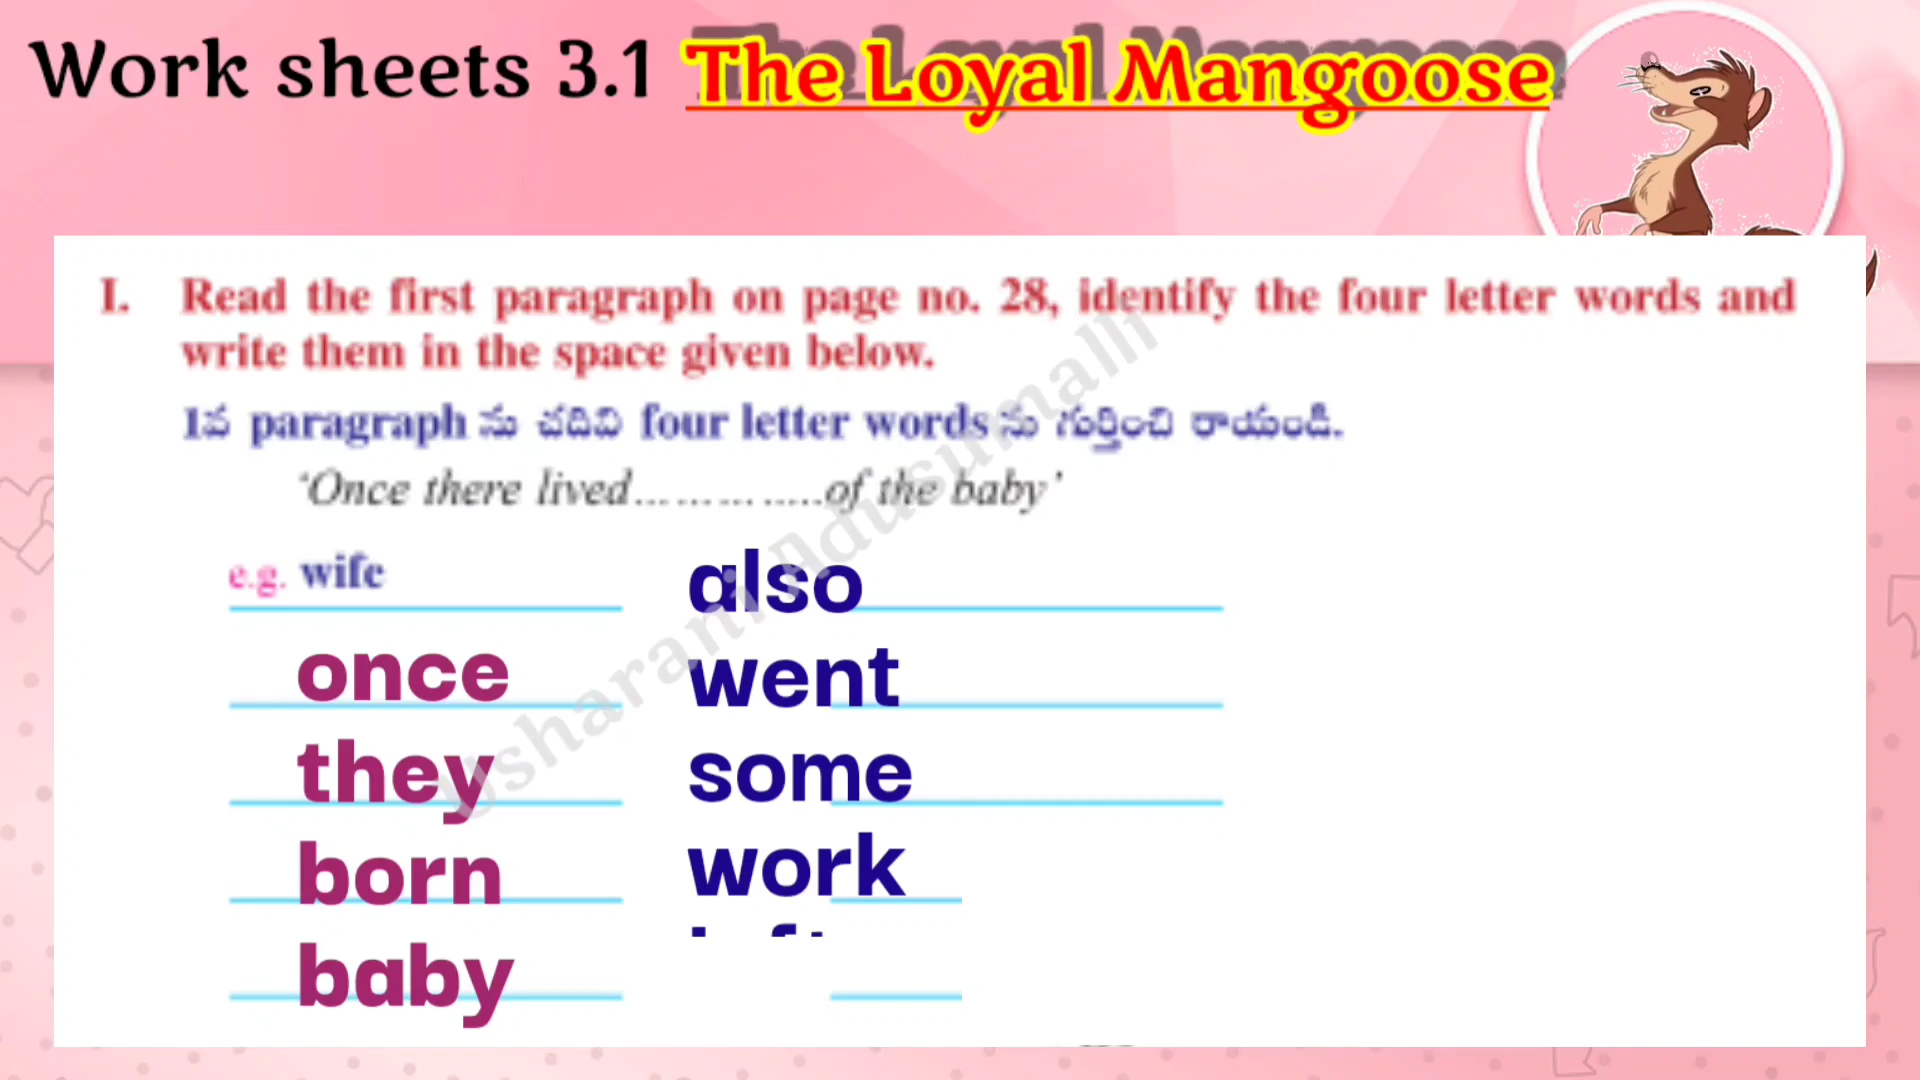 Work sheets 3.1 The Loyal Mangoose
I. Read the first paragraph on page no. 28, identify the four letter words and
write them in the space given below.
1వ paragraph ను చదివి four letter words ను గుర్తించి రాయండి.
‘Once there lived..............of the baby’
e.g. wife
also
once
went
they
some
born
work
baby
Usharani Adusumalli